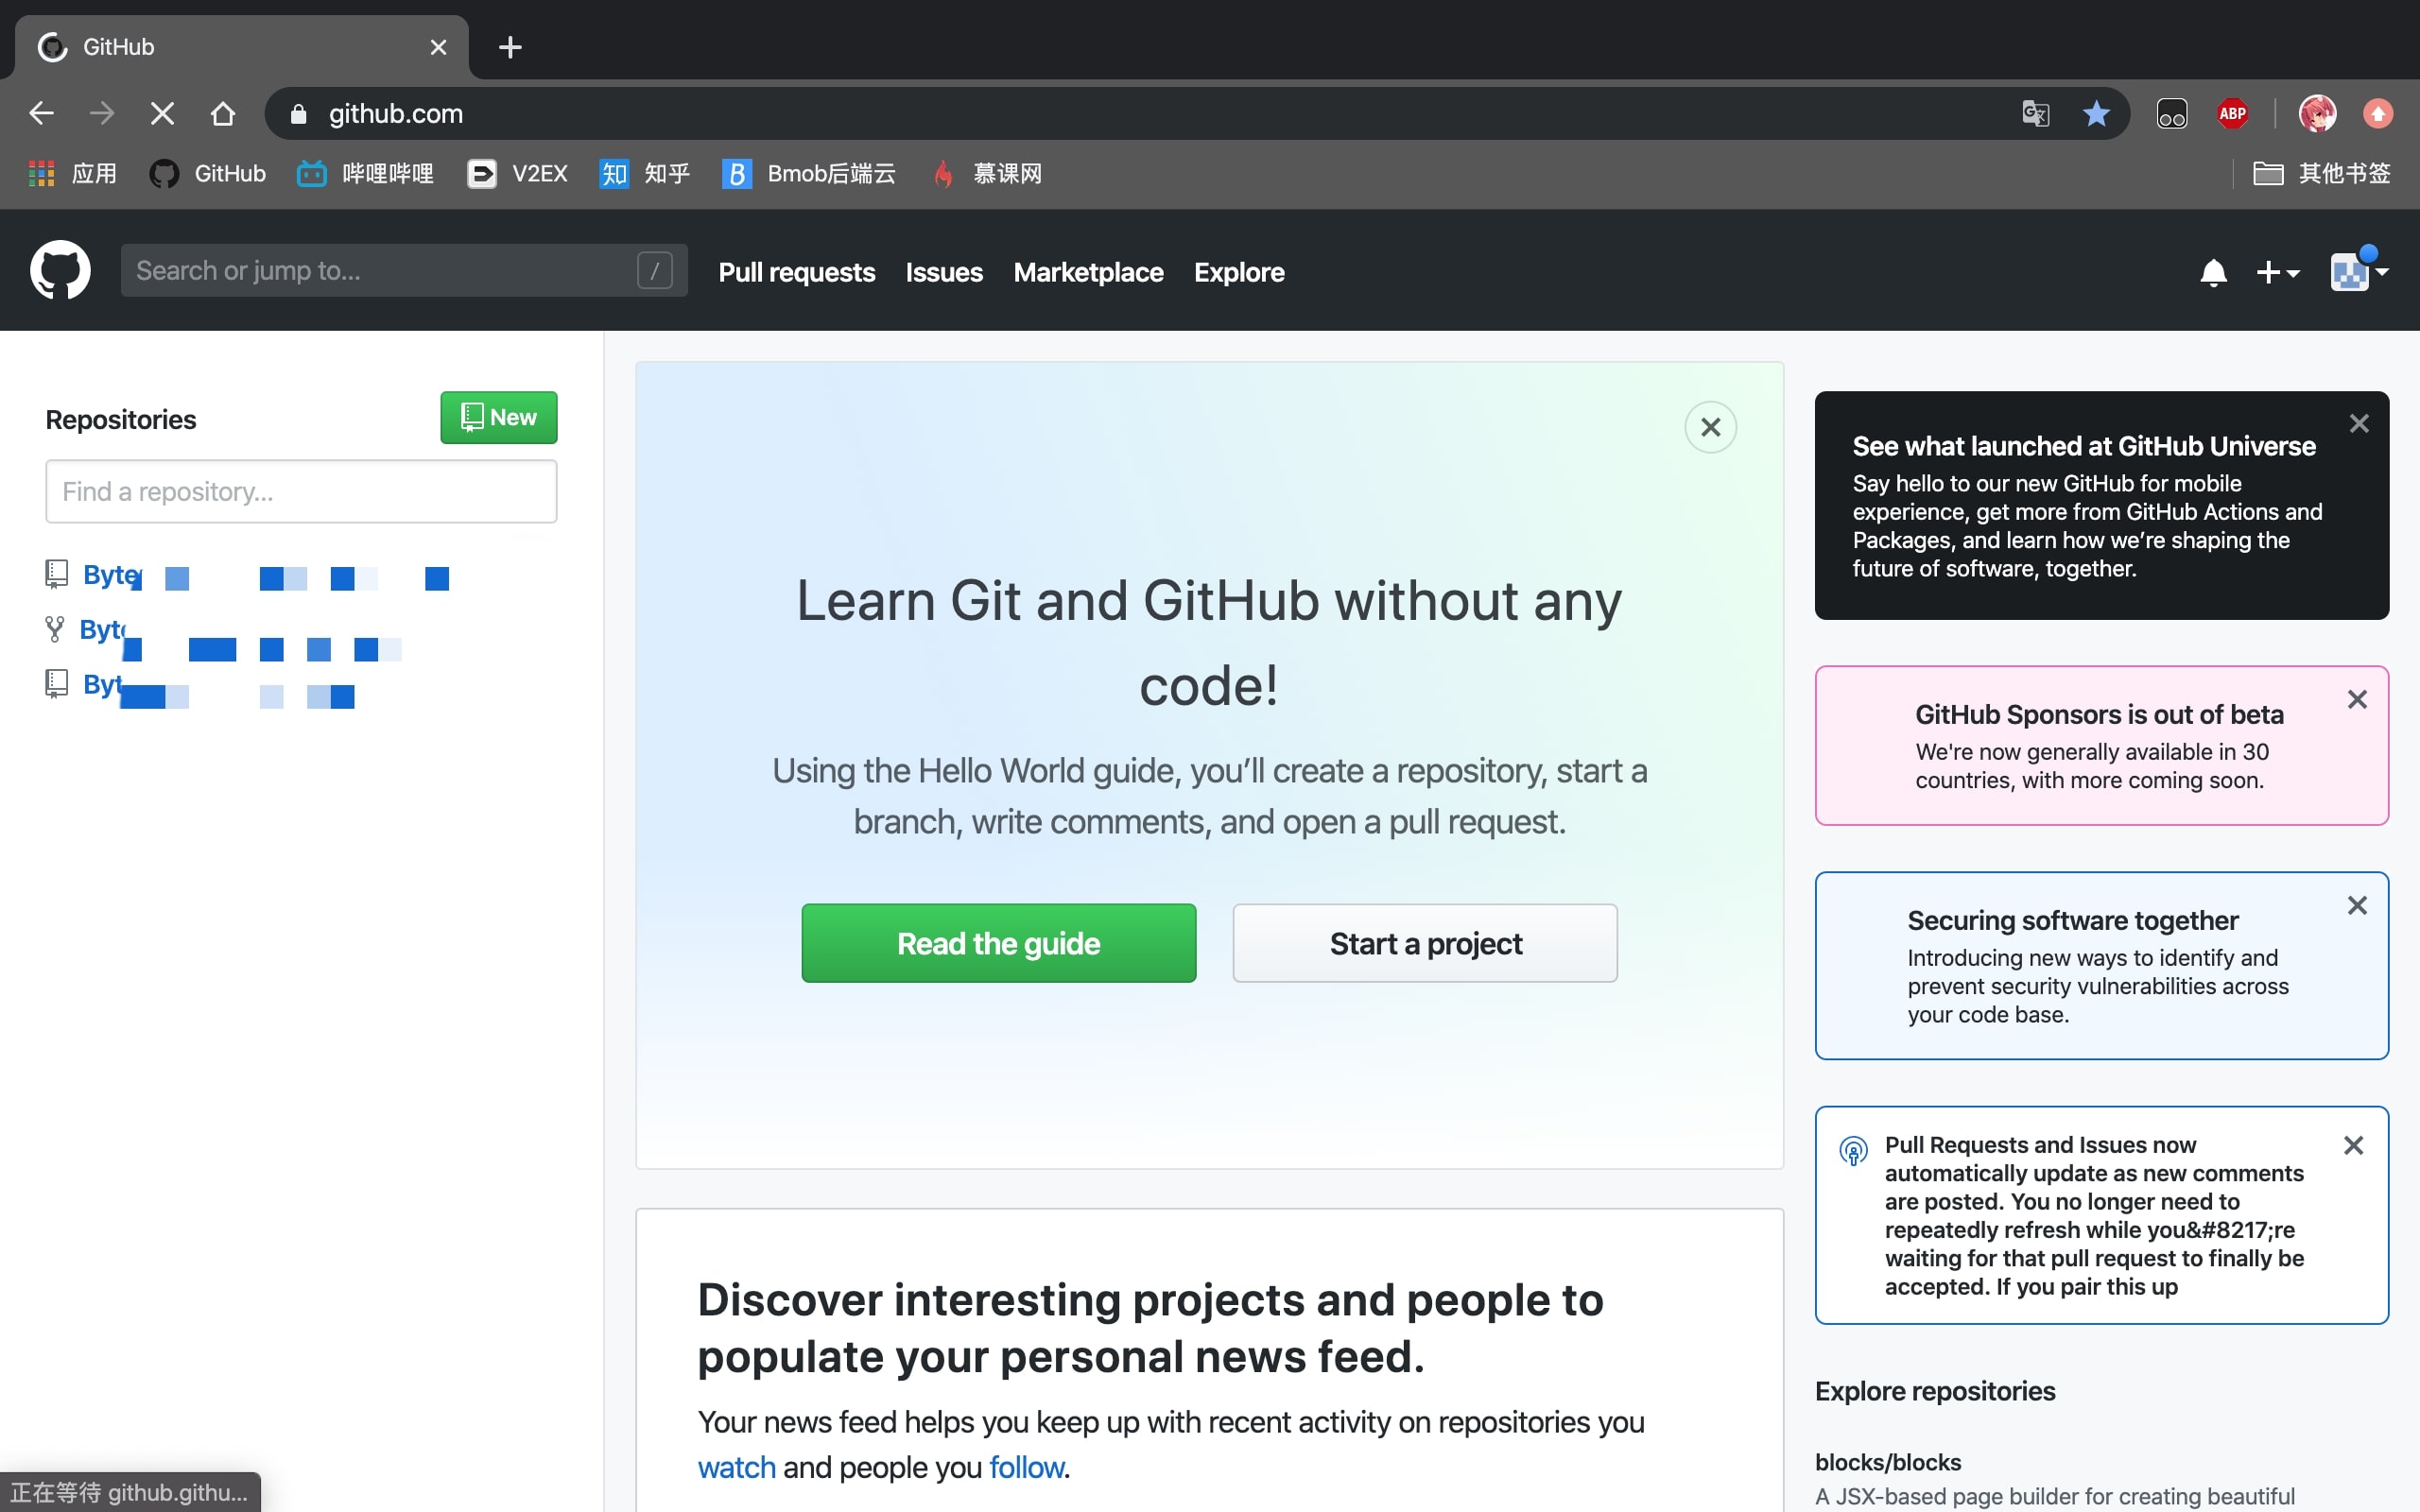 GitHub
github.com
ABP
应用 GitHub 哔哩哔哩 V2EX 知 知乎 B Bmob后端云 慕课网 其他书签
Search or jump to... / Pull requests Issues Marketplace Explore
Repositories New
Find a repository...
Learn Git and GitHub without any
code!
Using the Hello World guide, you’ll create a repository, start a
branch, write comments, and open a pull request.
Read the guide Start a project
Discover interesting projects and people to
populate your personal news feed.
Your news feed helps you keep up with recent activity on repositories you
watch and people you follow.
See what launched at GitHub Universe
Say hello to our new GitHub for mobile
experience, get more from GitHub Actions and
Packages, and learn how we’re shaping the
future of software, together.
GitHub Sponsors is out of beta
We're now generally available in 30
countries, with more coming soon.
Securing software together
Introducing new ways to identify and
prevent security vulnerabilities across
your code base.
Pull Requests and Issues now
automatically update as new comments
are posted. You no longer need to
repeatedly refresh while you&#8217;re
waiting for that pull request to finally be
accepted. If you pair this up
Explore repositories
blocks/blocks
A JSX-based page builder for creating beautiful
正在等待 github.githu...